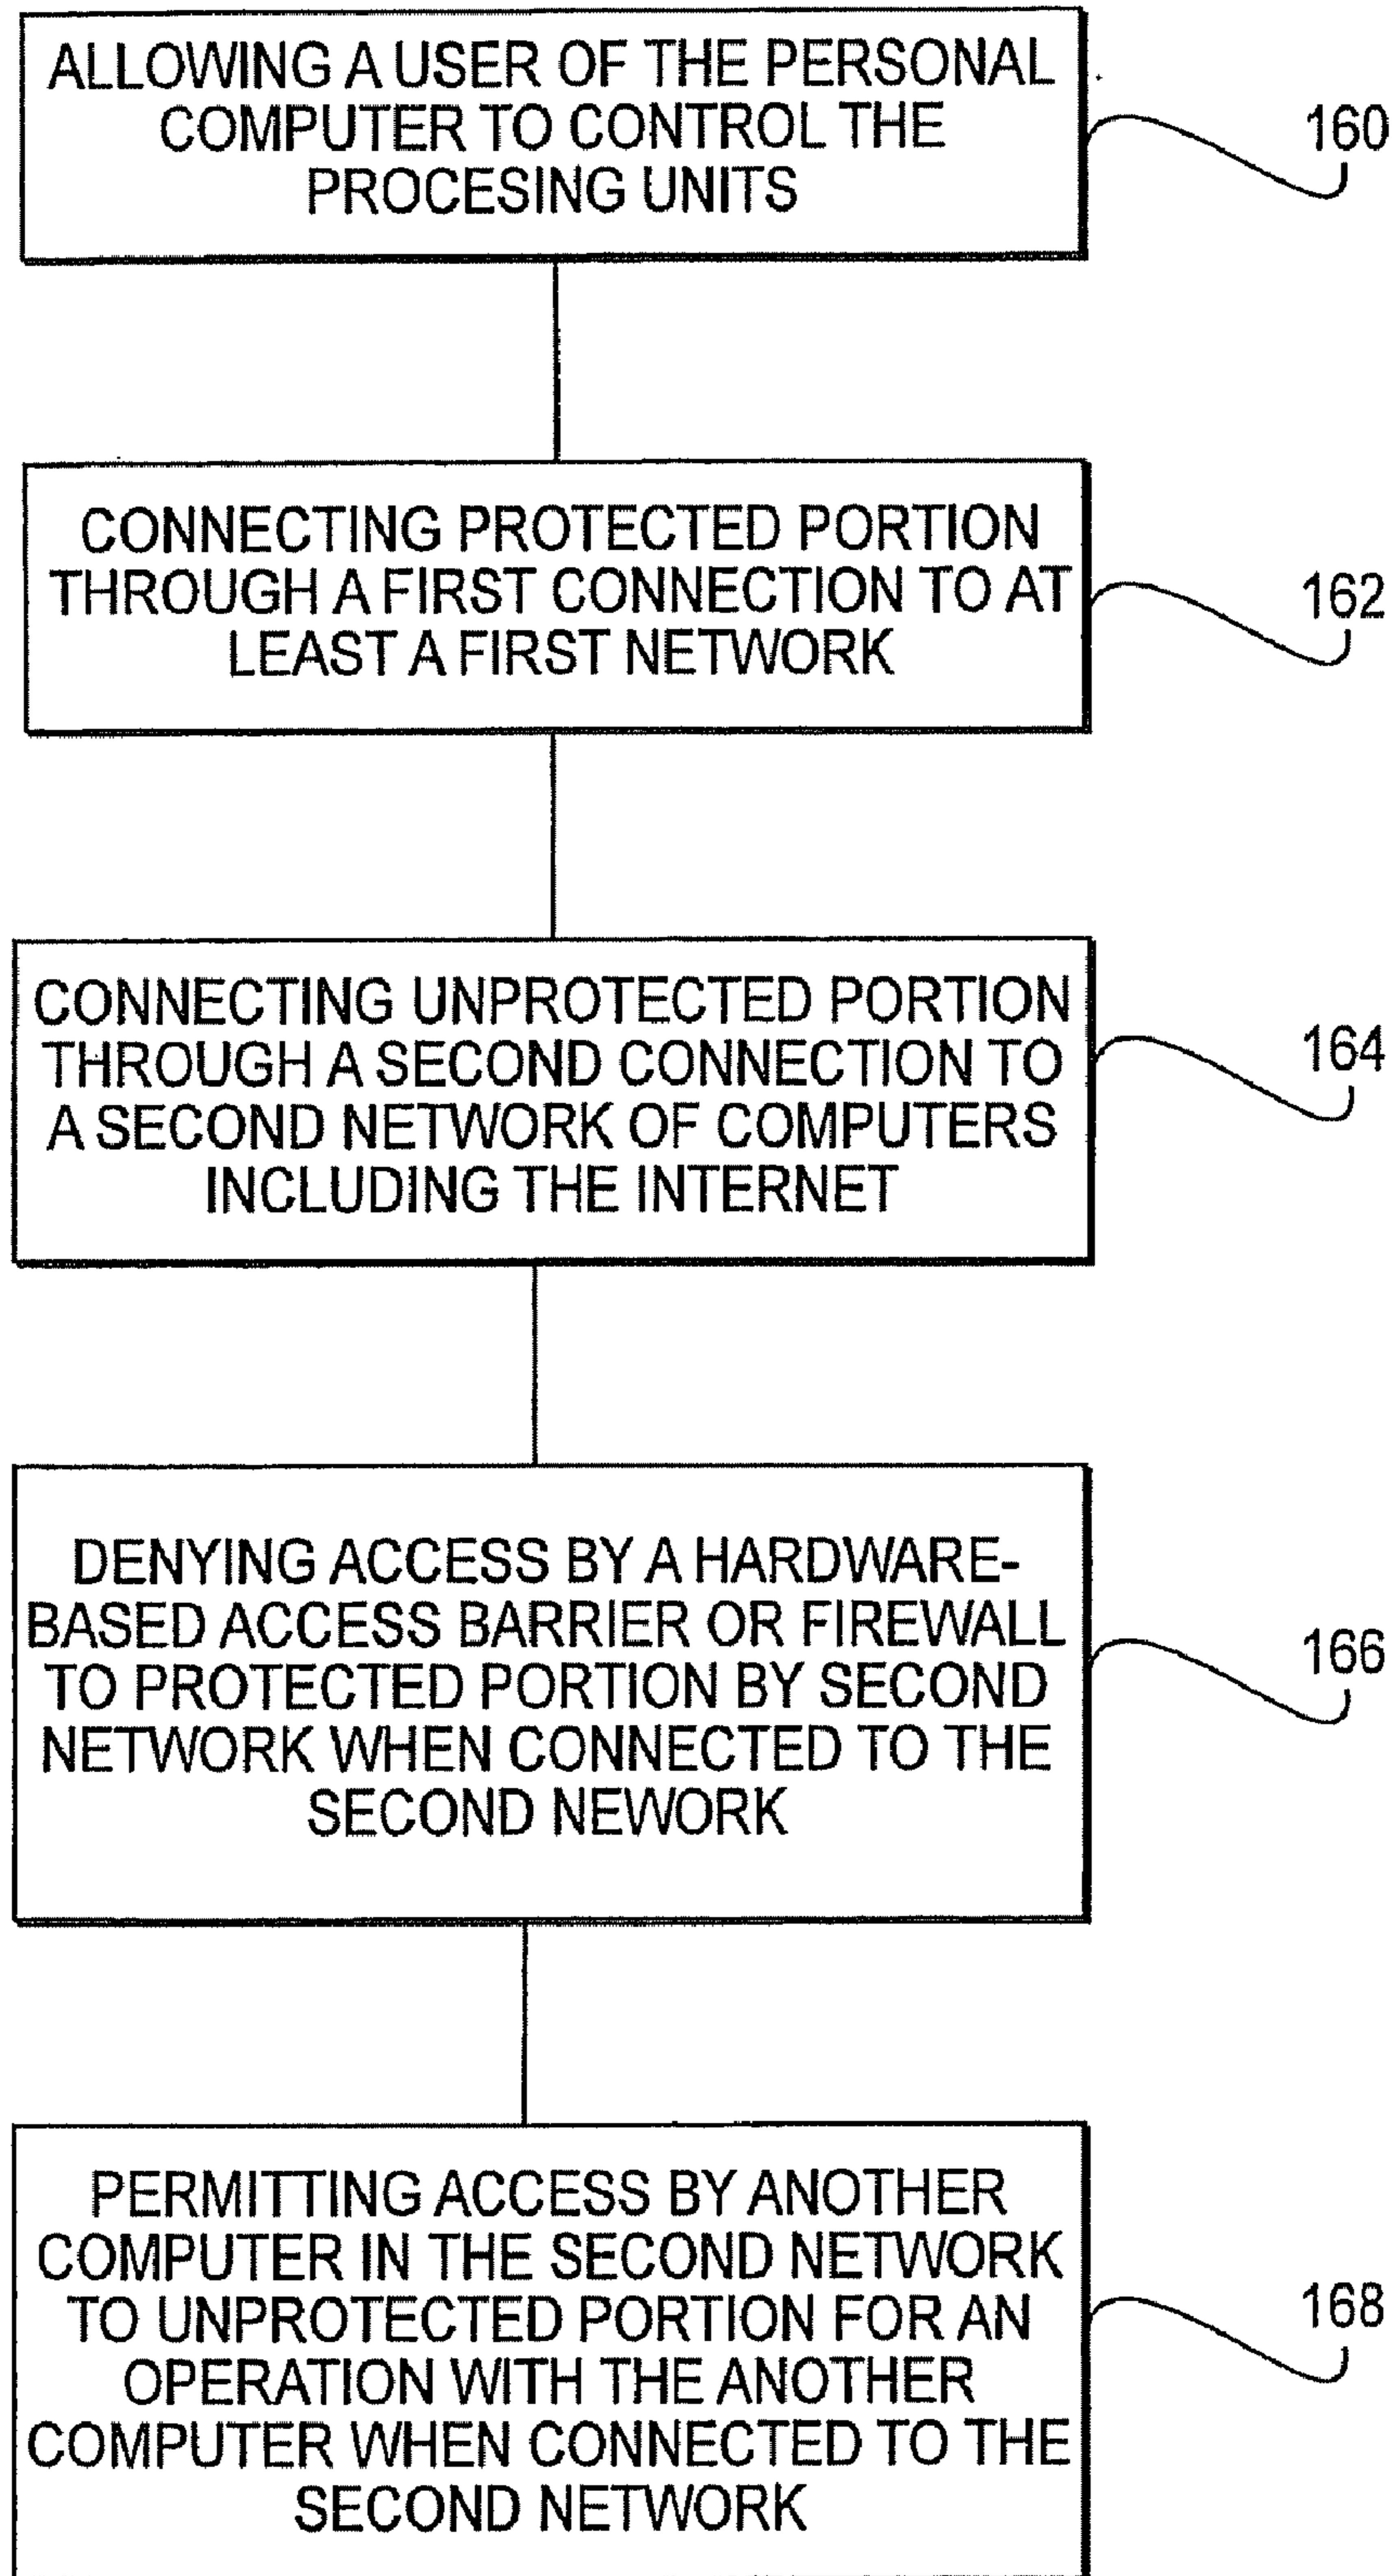 ALLOWING A USER OF THE PERSONAL
COMPUTER TO CONTROL THE
PROCESING UNITS
160
CONNECTING PROTECTED PORTION
THROUGH A FIRST CONNECTION TO AT
LEAST A FIRST NETWORK
162
CONNECTING UNPROTECTED PORTION
THROUGH A SECOND CONNECTION TO
A SECOND NETWORK OF COMPUTERS
INCLUDING THE INTERNET
164
DENYING ACCESS BY A HARDWARE-
BASED ACCESS BARRIER OR FIREWALL
TO PROTECTED PORTION BY SECOND
NETWORK WHEN CONNECTED TO THE
SECOND NEWORK
166
PERMITTING ACCESS BY ANOTHER
COMPUTER IN THE SECOND NETWORK
TO UNPROTECTED PORTION FOR AN
OPERATION WITH THE ANOTHER
COMPUTER WHEN CONNECTED TO THE
SECOND NETWORK
168